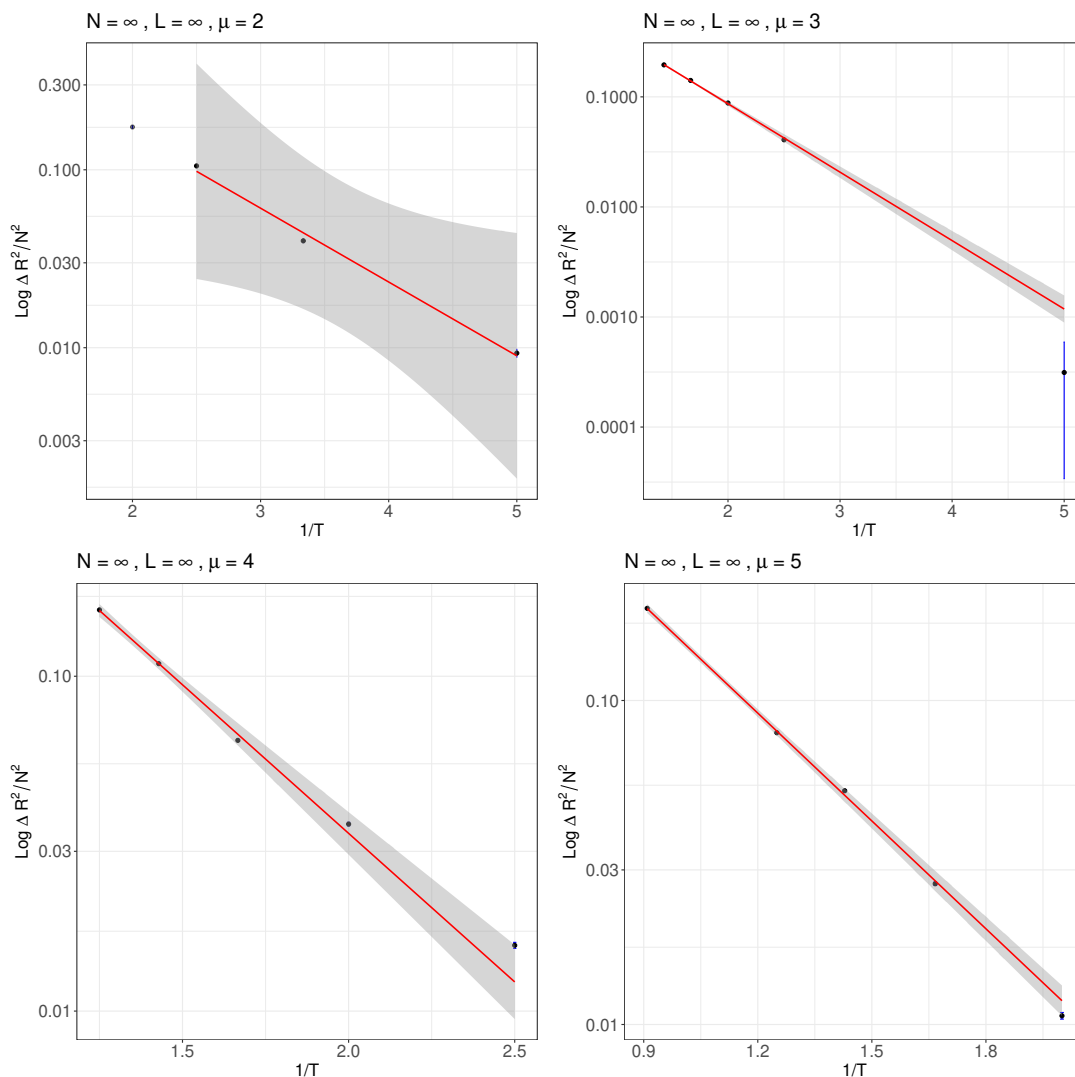 N = ∞ , L = ∞ , μ = 2
0.300
0.100
0.030
0.010
0.003
Log Δ R²/N²
2 3 4 5
1/T
N = ∞ , L = ∞ , μ = 3
0.1000
0.0100
0.0010
0.0001
Log Δ R²/N²
2 3 4 5
1/T
N = ∞ , L = ∞ , μ = 4
0.10
0.03
0.01
Log Δ R²/N²
1.5 2.0 2.5
1/T
N = ∞ , L = ∞ , μ = 5
0.10
0.03
0.01
Log Δ R²/N²
0.9 1.2 1.5 1.8
1/T